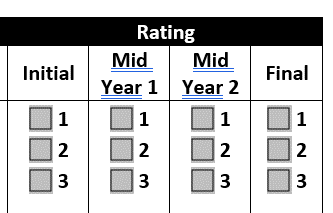 Rating
Initial Mid Year 1 Mid Year 2 Final
1 1 1 1
2 2 2 2
3 3 3 3